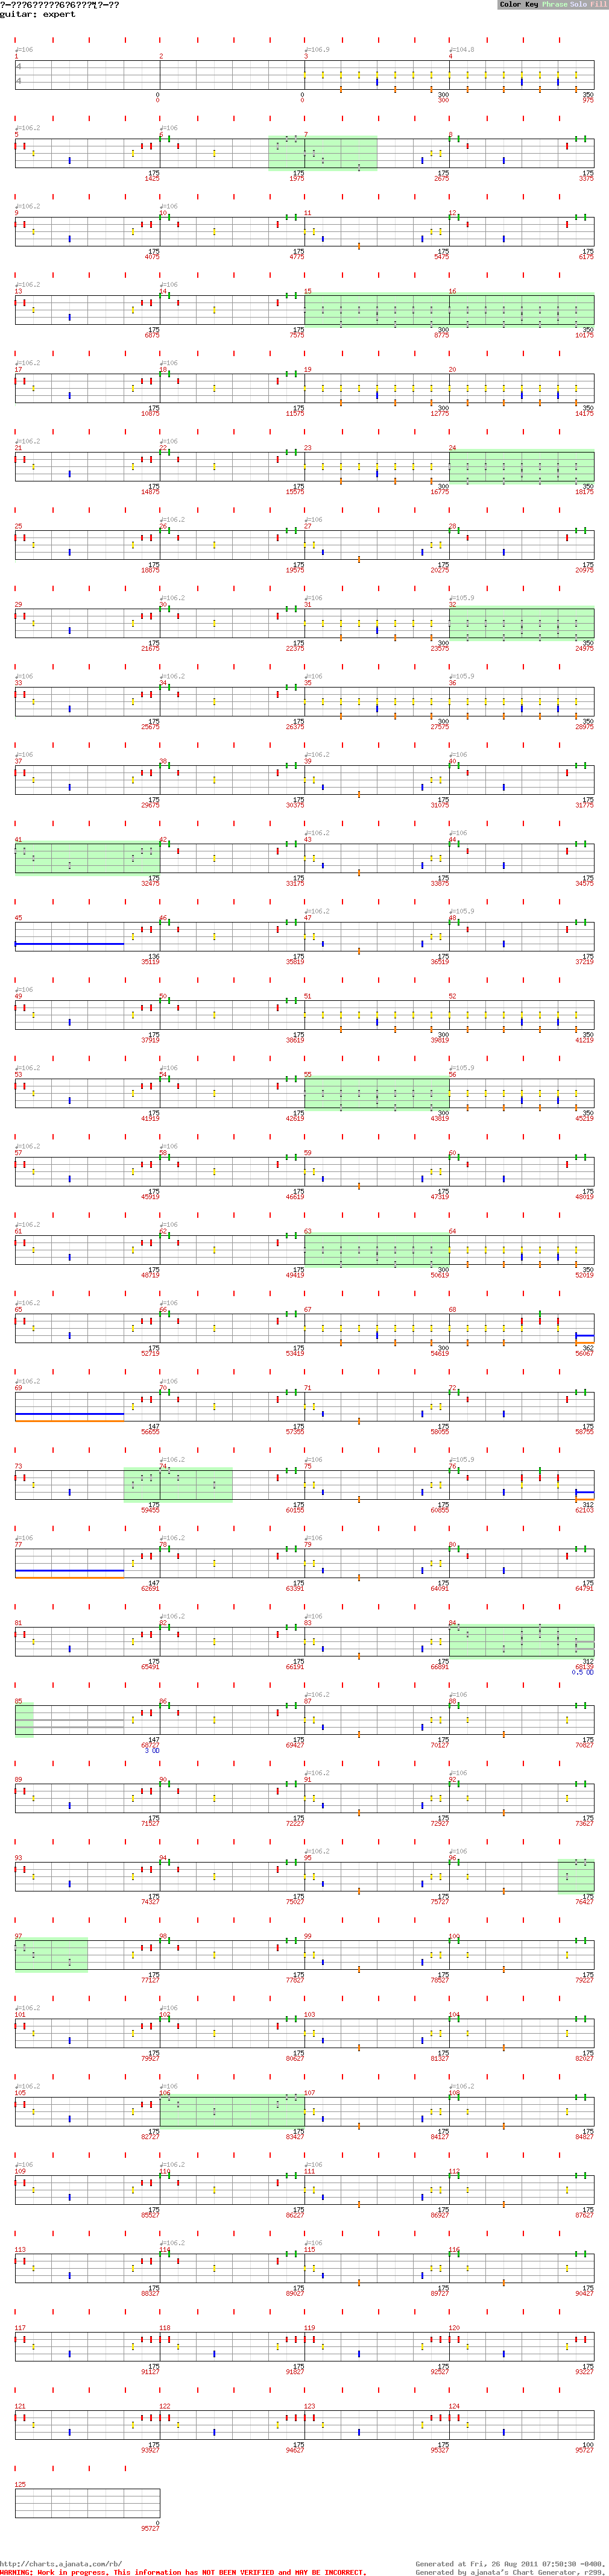 ?—???6?????6?6???¶?—??
guitar: expert
Color Key Phrase Solo Fill
♩=106 ♩=106.9 ♩=104.8
1 2 3 4
0 0 300 350
0 0 300 975
♩=106.2 ♩=106
5 6 7 8
175 175 175 175
1425 1975 2675 3375
♩=106.2 ♩=106
9 10 11 12
175 175 175 175
4075 4775 5475 6175
♩=106.2 ♩=106
13 14 15 16
175 175 300 350
6875 7575 8775 10175
♩=106.2 ♩=106
17 18 19 20
175 175 300 350
10875 11575 12775 14175
♩=106.2 ♩=106
21 22 23 24
175 175 300 350
14875 15575 16775 18175
♩=106.2 ♩=106
25 26 27 28
175 175 175 175
18875 19575 20275 20975
♩=106.2 ♩=106 ♩=105.9
29 30 31 32
175 175 300 350
21675 22375 23575 24975
♩=106 ♩=106.2 ♩=106 ♩=105.9
33 34 35 36
175 175 300 350
25675 26375 27575 28975
♩=106 ♩=106.2 ♩=106
37 38 39 40
175 175 175 175
29675 30375 31075 31775
♩=106.2 ♩=106
41 42 43 44
175 175 175 175
32475 33175 33875 34575
♩=106.2 ♩=105.9
45 46 47 48
136 175 175 175
35119 35819 36519 37219
♩=106
49 50 51 52
175 175 300 350
37919 38619 39819 41219
♩=106.2 ♩=106 ♩=105.9
53 54 55 56
175 175 300 350
41919 42619 43819 45219
♩=106.2 ♩=106
57 58 59 60
175 175 175 175
45919 46619 47319 48019
♩=106.2 ♩=106
61 62 63 64
175 175 300 350
48719 49419 50619 52019
♩=106.2 ♩=106
65 66 67 68
175 175 300 362
52719 53419 54619 56067
♩=106.2 ♩=106
69 70 71 72
147 175 175 175
56655 57355 58055 58755
♩=106.2 ♩=106 ♩=105.9
73 74 75 76
175 175 175 312
59455 60155 60855 62103
♩=106 ♩=106.2 ♩=106
77 78 79 80
147 175 175 175
62691 63391 64091 64791
♩=106.2 ♩=106
81 82 83 84
175 175 175 312
65491 66191 66891 68139
0.5 OD
♩=106.2 ♩=106
85 86 87 88
147 175 175 175
68727 69427 70127 70827
3 OD
♩=106.2 ♩=106
89 90 91 92
175 175 175 175
71527 72227 72927 73627
♩=106.2 ♩=106
93 94 95 96
175 175 175 175
74327 75027 75727 76427
97 98 99 100
175 175 175 175
77127 77827 78527 79227
♩=106.2 ♩=106
101 102 103 104
175 175 175 175
79927 80627 81327 82027
♩=106.2 ♩=106 ♩=106.2
105 106 107 108
175 175 175 175
82727 83427 84127 84827
♩=106 ♩=106.2 ♩=106
109 110 111 112
175 175 175 175
85527 86227 86927 87627
♩=106.2 ♩=106
113 114 115 116
175 175 175 175
88327 89027 89727 90427
117 118 119 120
175 175 175 175
91127 91827 92527 93227
121 122 123 124
175 175 175 100
93927 94627 95327 95727
125
0
95727
http://charts.ajanata.com/rb/ Generated at Fri, 26 Aug 2011 07:50:30 -0400.
WARNING: Work in progress. This information has NOT BEEN VERIFIED and MAY BE INCORRECT. Generated by ajanata's Chart Generator, r299.